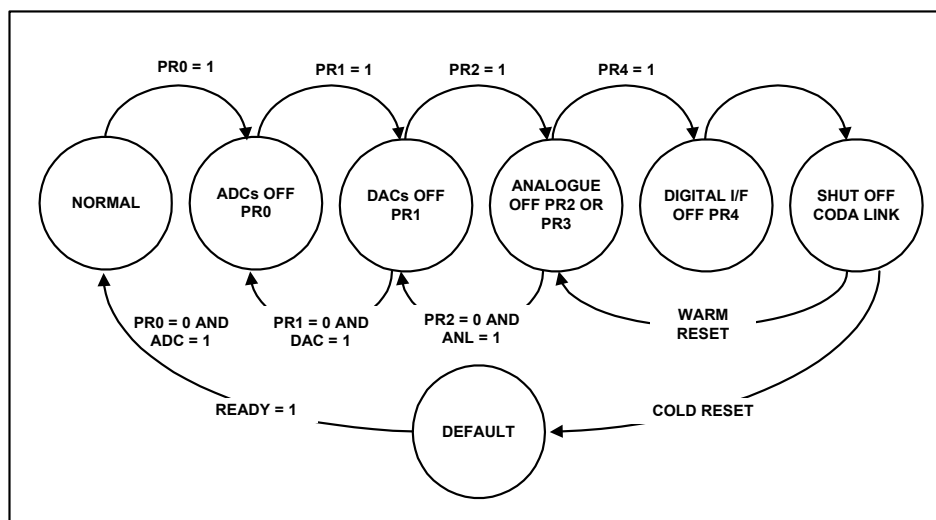 PR0 = 1
PR1 = 1
PR2 = 1
PR4 = 1
NORMAL
ADCs OFF
PR0
DACs OFF
PR1
ANALOGUE
OFF PR2 OR
PR3
DIGITAL I/F
OFF PR4
SHUT OFF
CODA LINK
PR0 = 0 AND
ADC = 1
PR1 = 0 AND
DAC = 1
PR2 = 0 AND
ANL = 1
WARM
RESET
READY = 1
DEFAULT
COLD RESET